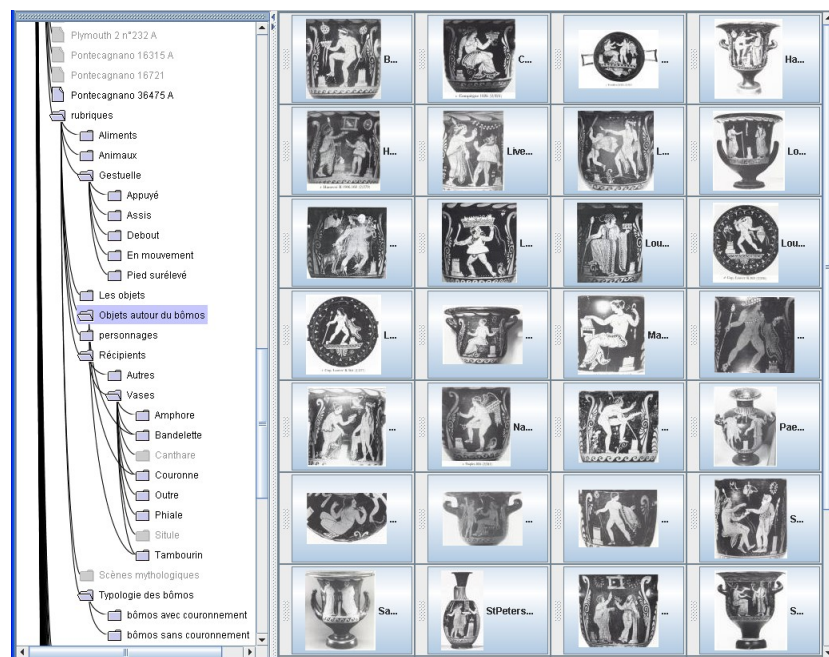 Plymouth 2 n°232 A
Pontecagnano 16315 A
Pontecagnano 16721
Pontecagnano 36475 A
rubriques
Aliments
Animaux
Gestuelle
Appuyé
Assis
Debout
En mouvement
Pied surélevé
Les objets
Objets autour du bômos
personnages
Récipients
Autres
Vases
Amphore
Bandelette
Canthare
Couronne
Outre
Phiale
Situle
Tambourin
Scènes mythologiques
Typologie des bômos
bômos avec couronnement
bômos sans couronnement
B... C... ... Ha...
H... Live... L... Lo...
... L... Lou... Lou...
L... ... Ma... ...
... Na... ... Pae...
... ... ... S...
Sa... StPeters... ... S...